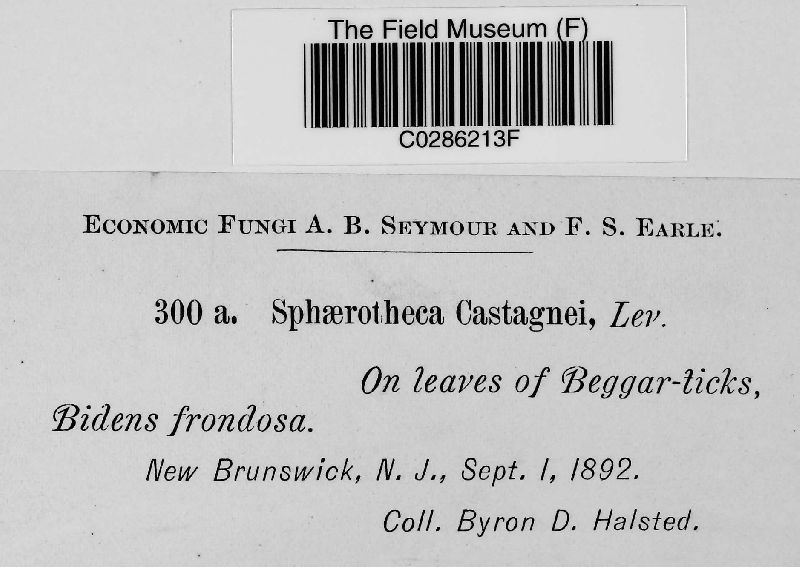 The Field Museum (F)
C0286213F
Economic Fungi A. B. Seymour and F. S. Earle.
300 a. Sphærotheca Castagnei, Lev.
On leaves of Beggar-ticks,
Bidens frondosa.
New Brunswick, N. J., Sept. 1, 1892.
Coll. Byron D. Halsted.